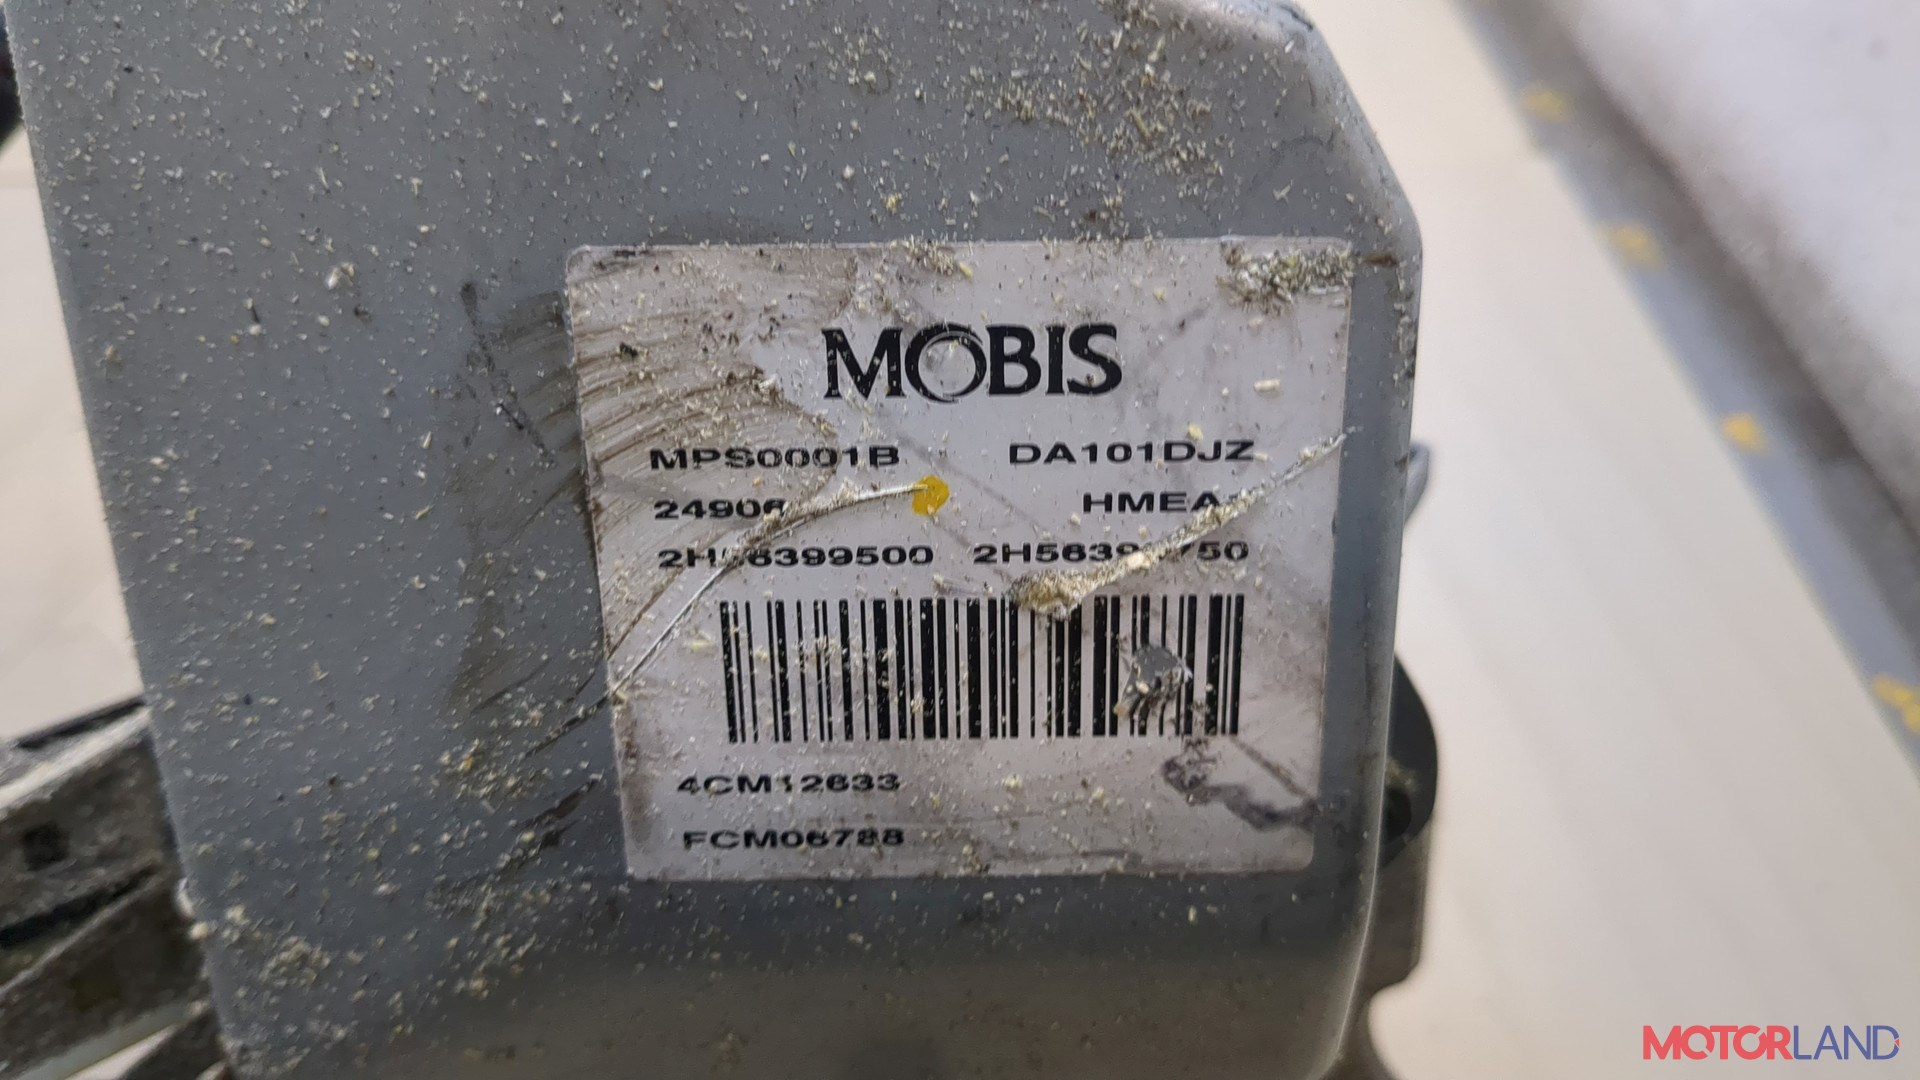 MOBIS
MPS0001B DA101DJZ
HMEA
4CM12633
FCM06788
MOTORLAND